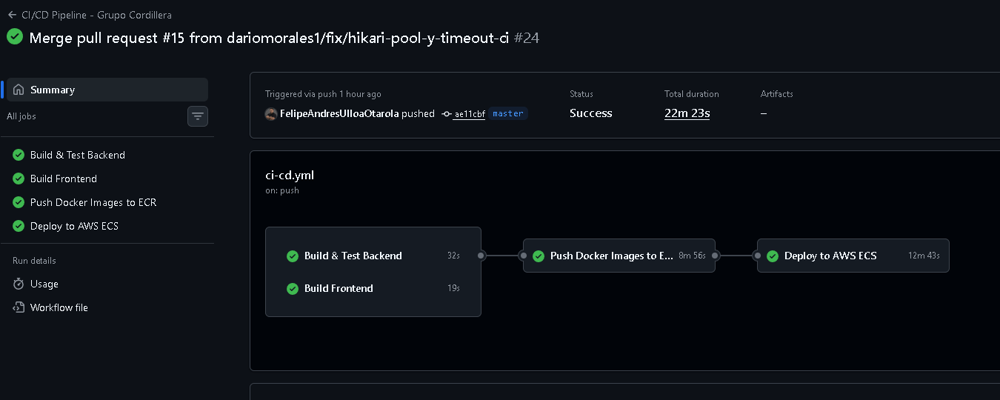 CI/CD Pipeline - Grupo Cordillera
Merge pull request #15 from dariomorales1/fix/hikari-pool-y-timeout-ci #24
Summary
All jobs
Build & Test Backend
Build Frontend
Push Docker Images to ECR
Deploy to AWS ECS
Run details
Usage
Workflow file
Triggered via push 1 hour ago
FelipeAndresUlloaOtarola pushed ae11cbf master
Status
Success
Total duration
22m 23s
Artifacts
–
ci-cd.yml
on: push
Build & Test Backend 32s
Build Frontend 19s
Push Docker Images to E... 8m 56s
Deploy to AWS ECS 12m 43s